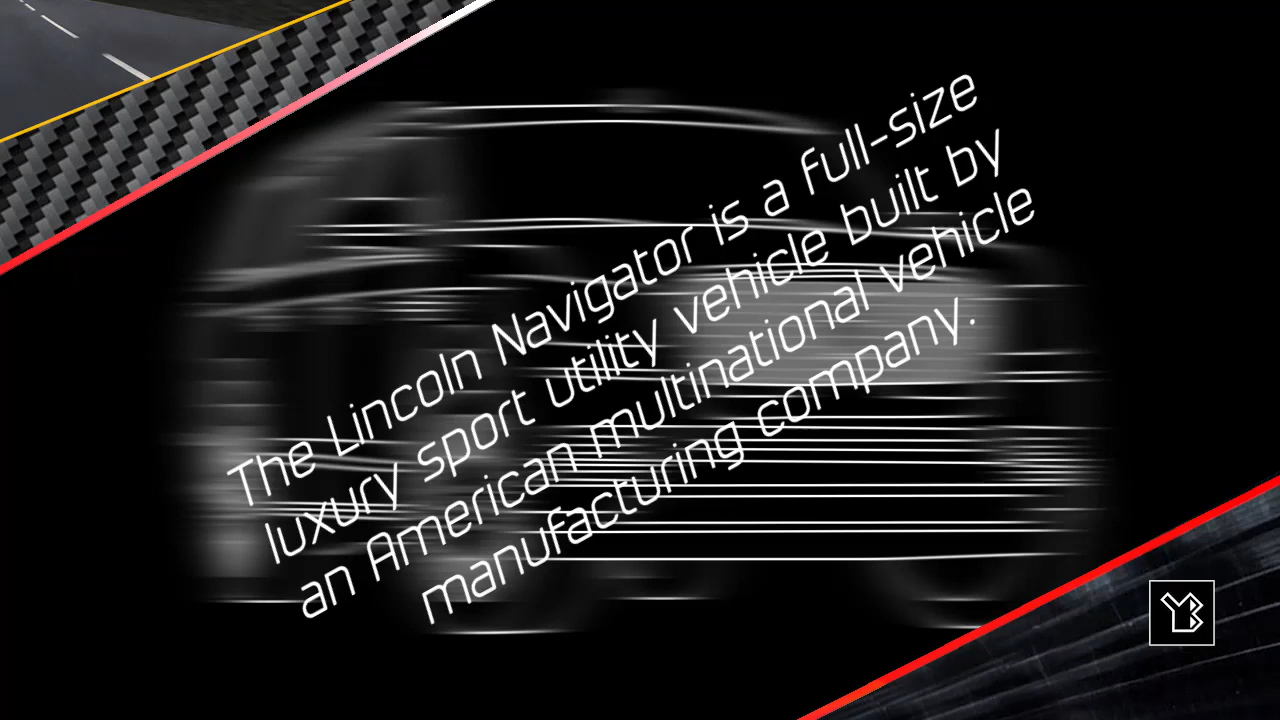 The Lincoln Navigator is a full-size
luxury sport utility vehicle built by
an American multinational vehicle
manufacturing company.